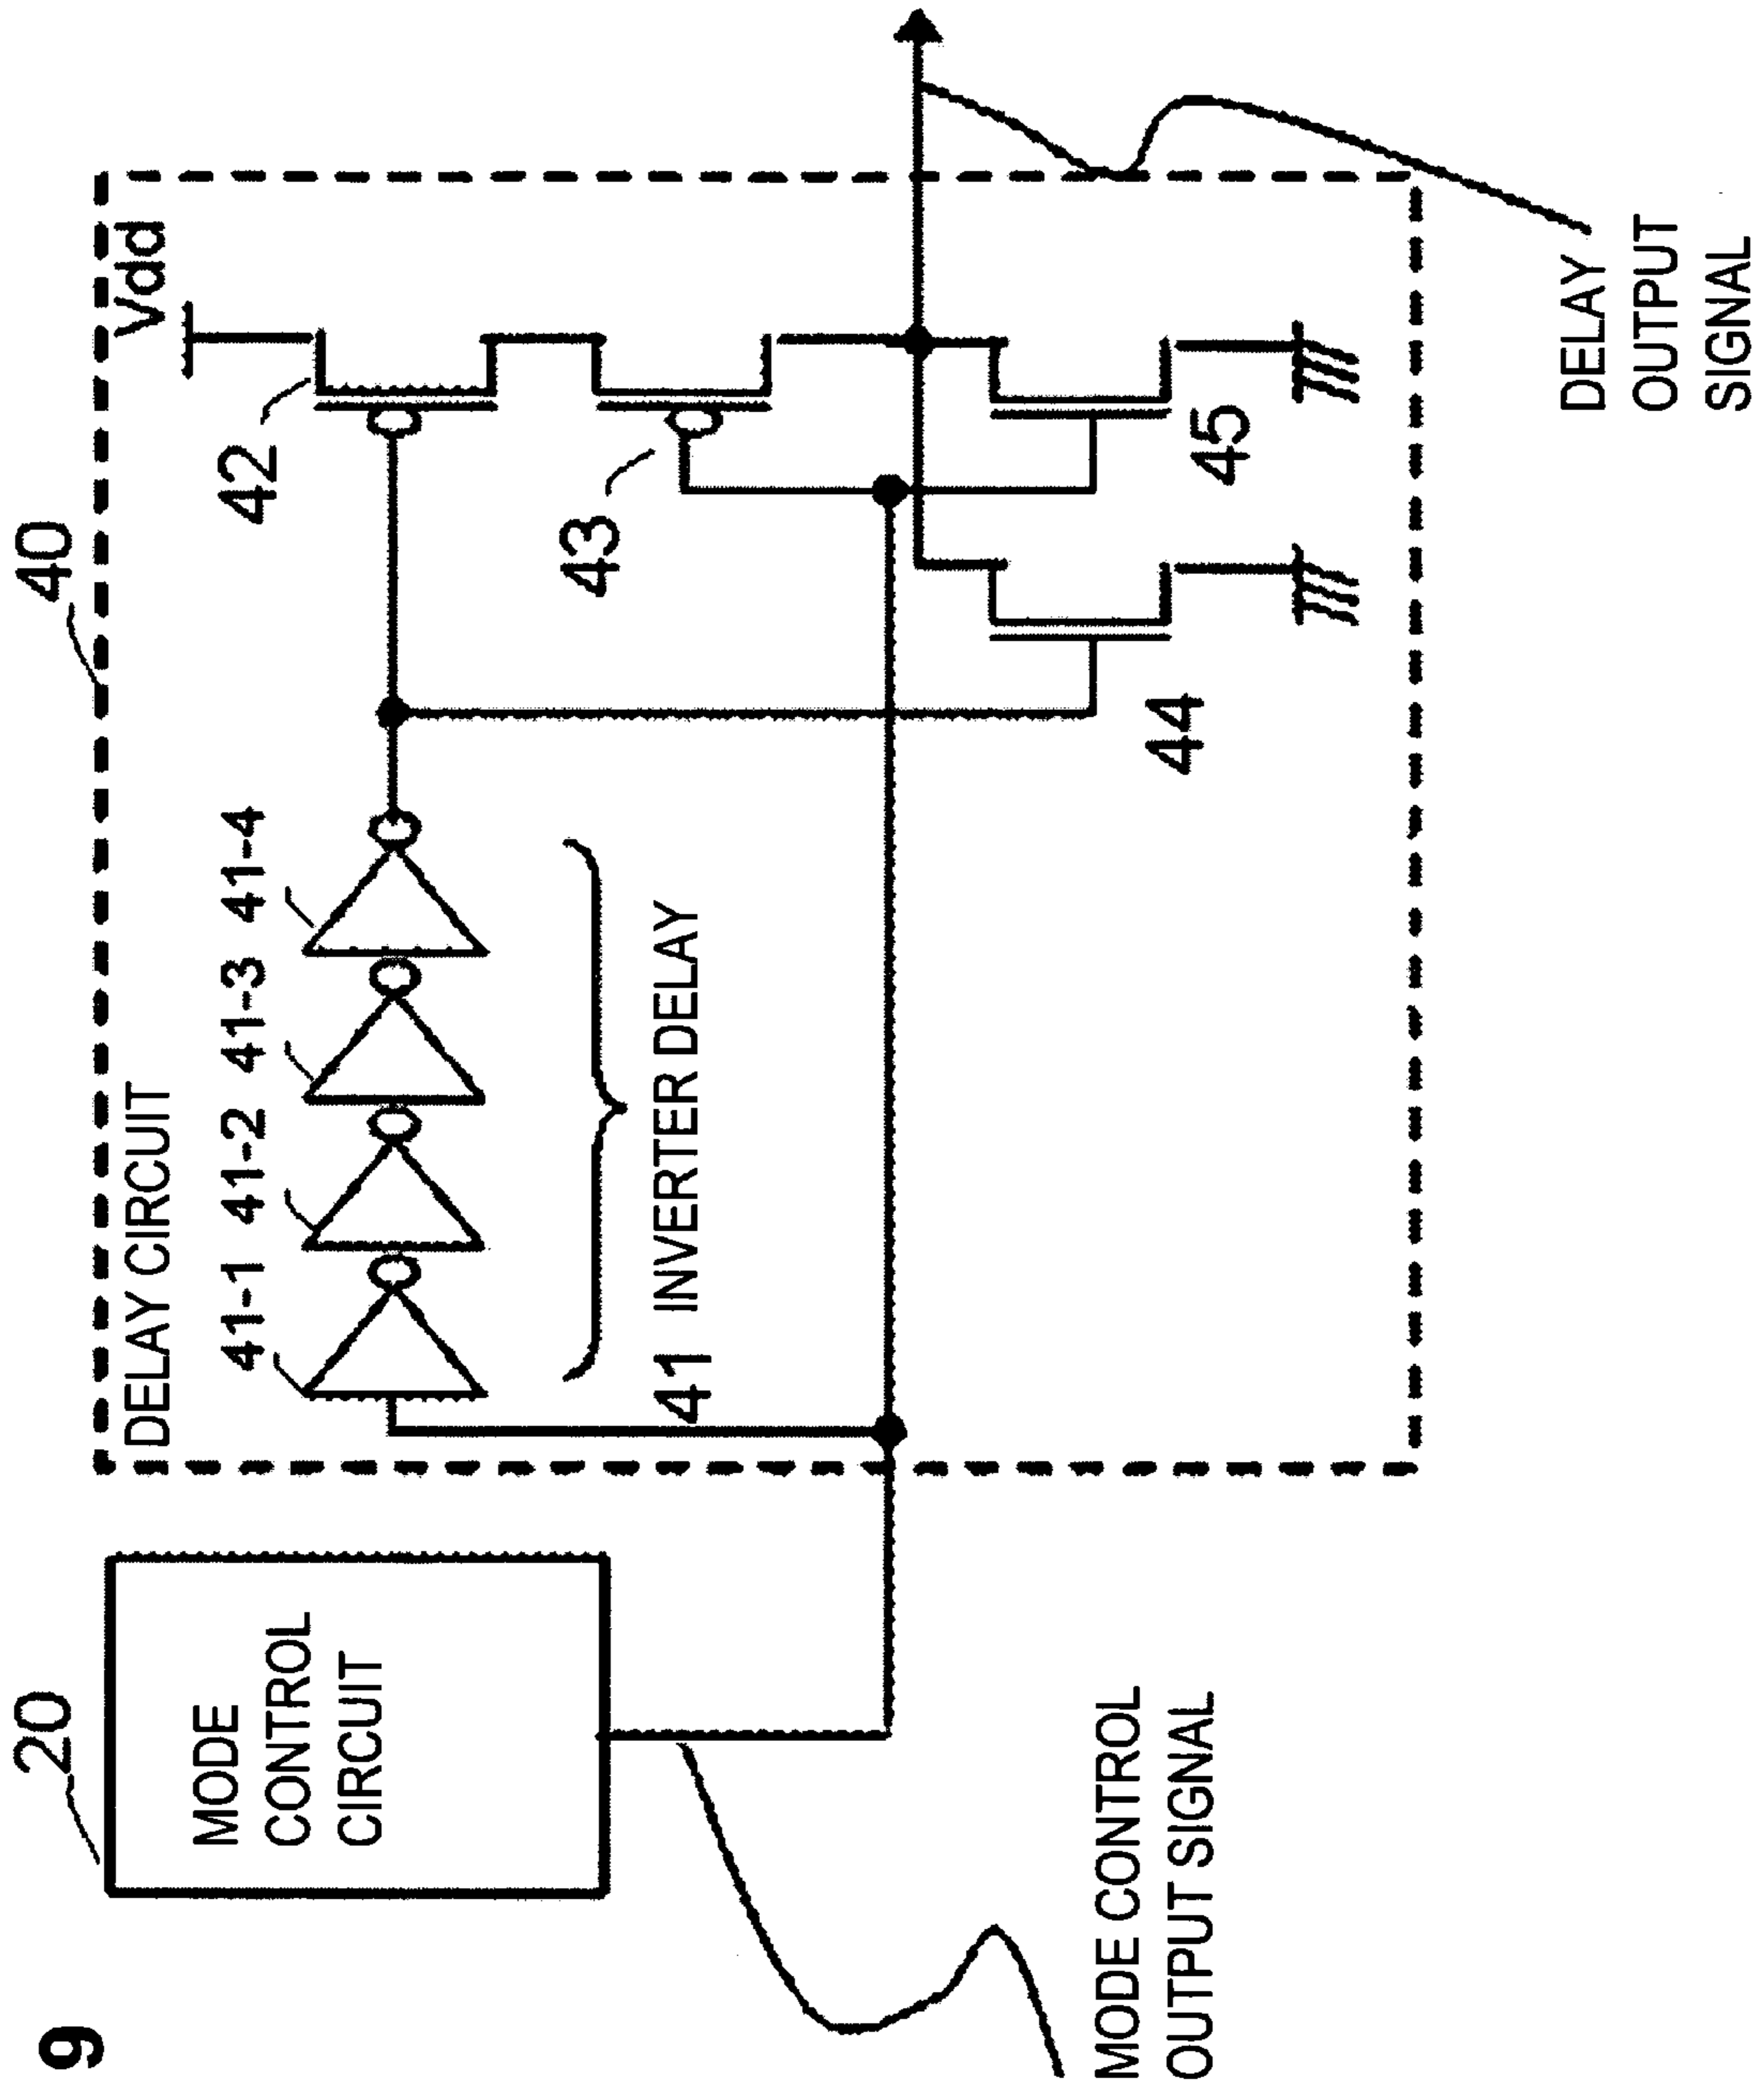 9
20
MODE
CONTROL
CIRCUIT
MODE CONTROL
OUTPUT SIGNAL
40
DELAY CIRCUIT
41-1 41-2 41-3 41-4
41 INVERTER DELAY
Vdd
42
43
44
45
DELAY
OUTPUT
SIGNAL